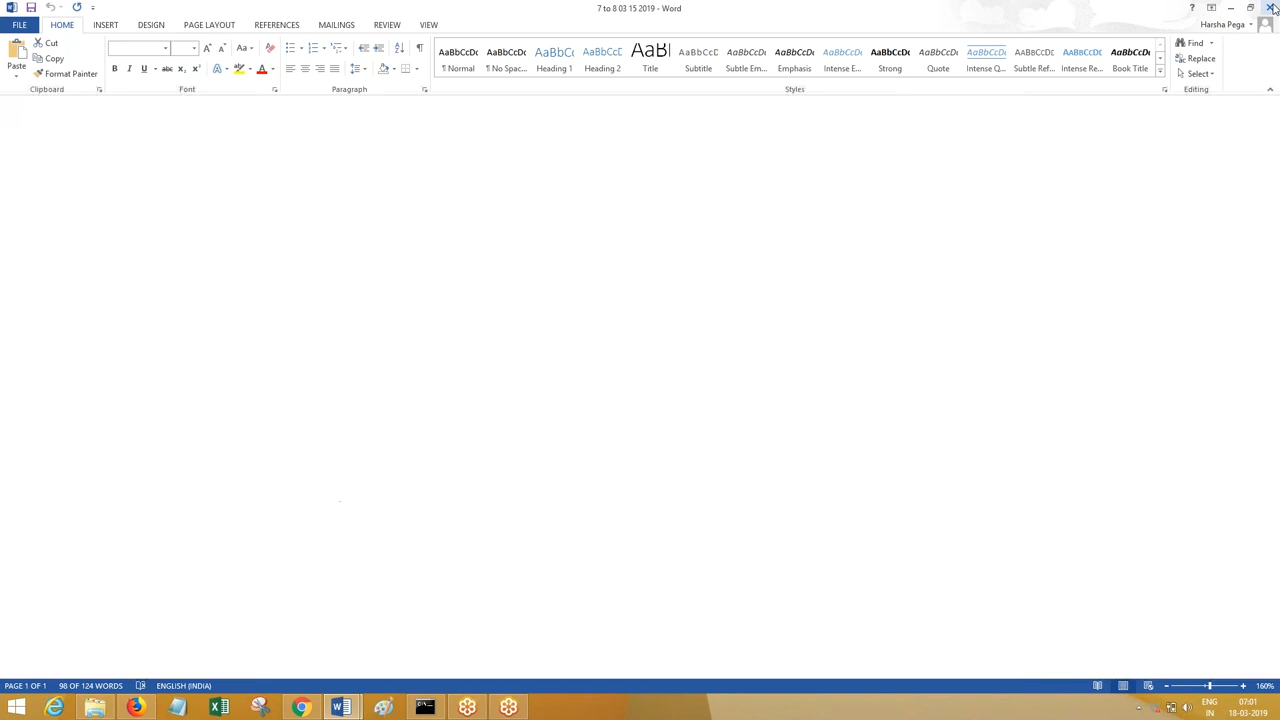 7 to 8 03 15 2019 - Word
FILE HOME INSERT DESIGN PAGE LAYOUT REFERENCES MAILINGS REVIEW VIEW
Harsha Pega
Paste
Cut
Copy
Format Painter
Clipboard
Font
Paragraph
AaBbCcDc AaBbCcDc AaBbCc AaBbCcD AaBl AaBbCcD AaBbCcDc AaBbCcDc AaBbCcDc AaBbCcDc AaBbCcDc AaBbCcDc AaBbCcDc AaBbCcDc AaBbCcDc
¶ Normal ¶ No Spac... Heading 1 Heading 2 Title Subtitle Subtle Em... Emphasis Intense E... Strong Quote Intense Q... Subtle Ref... Intense Re... Book Title
Styles
Find
Replace
Select
Editing
PAGE 1 OF 1 98 OF 124 WORDS ENGLISH (INDIA)
160%
ENG
IN
07:01
18-03-2019